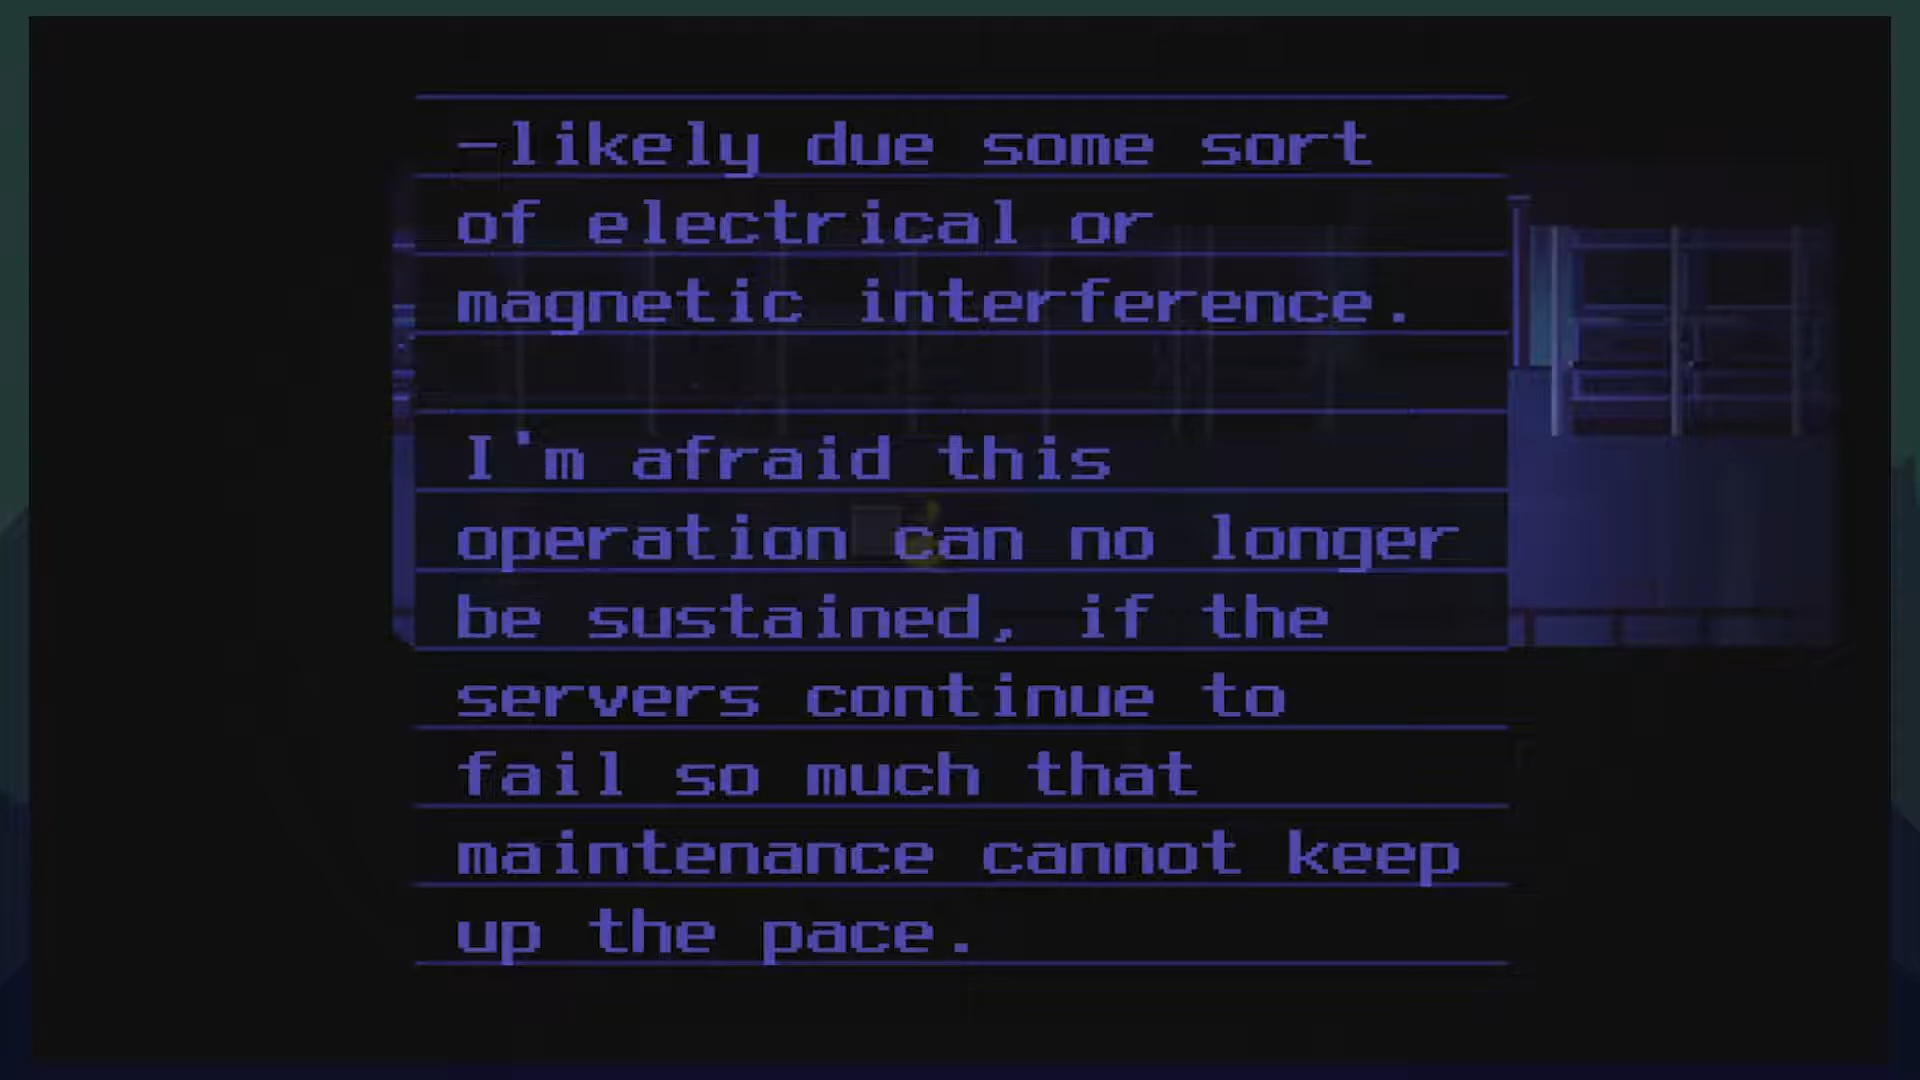 —likely due some sort
of electrical or
magnetic interference.
I'm afraid this
operation can no longer
be sustained, if the
servers continue to
fail so much that
maintenance cannot keep
up the pace.